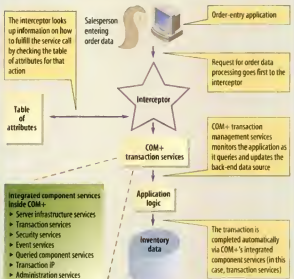 The interceptor looks
up information on how
to fulfill the service call
by checking the table
of attributes for that
action
Salesperson
entering
order data
Order-entry application
Request for order data
processing goes first to the
interceptor
Interceptor
Table
of
attributes
COM+
transaction services
COM+ transaction
management services
monitors the application as
it queries and updates the
back-end data source
Integrated component services
inside COM+
▸ Server infrastructure services
▸ Transaction services
▸ Security services
▸ Event services
▸ Queried component services
▸ Transaction IP
▸ Administration services
Application
logic
Inventory
data
The transaction is
completed automatically
via COM+'s integrated
component services (in this
case, transaction services)